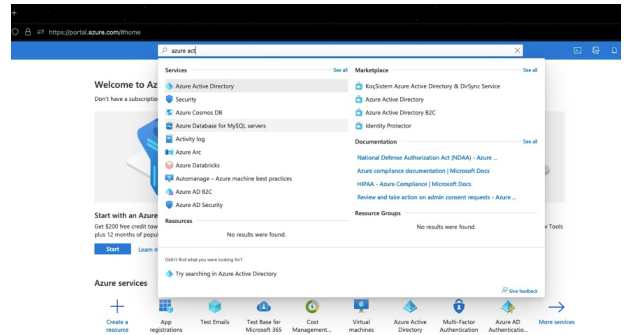 https://portal.azure.com/#home
azure act
Welcome to Az
Don't have a subscriptio
Services
See all
Azure Active Directory
Security
Azure Cosmos DB
Azure Database for MySQL servers
Activity log
Azure Arc
Azure Databricks
Automanage – Azure machine best practices
Azure AD B2C
Azure AD Security
Resources
No results were found.
Marketplace
See all
KoçSistem Azure Active Directory & DirSync Service
Azure Active Directory
Azure Active Directory B2C
Identity Protector
Documentation
See all
National Defense Authorization Act (NDAA) - Azure ...
Azure compliance documentation | Microsoft Docs
HIPAA - Azure Compliance | Microsoft Docs
Review and take action on admin consent requests - Azure ...
Resource Groups
No results were found.
Didn't find what you were looking for?
Try searching in Azure Active Directory
Give feedback
Start with an Azure
Get $200 free credit tow
plus 12 months of popul
Start
Learn m
y Tools
Azure services
Create a resource
App registrations
Test Emails
Test Base for Microsoft 365
Cost Management...
Virtual machines
Azure Active Directory
Multi-Factor Authentication
Azure AD Authenticatio...
More services